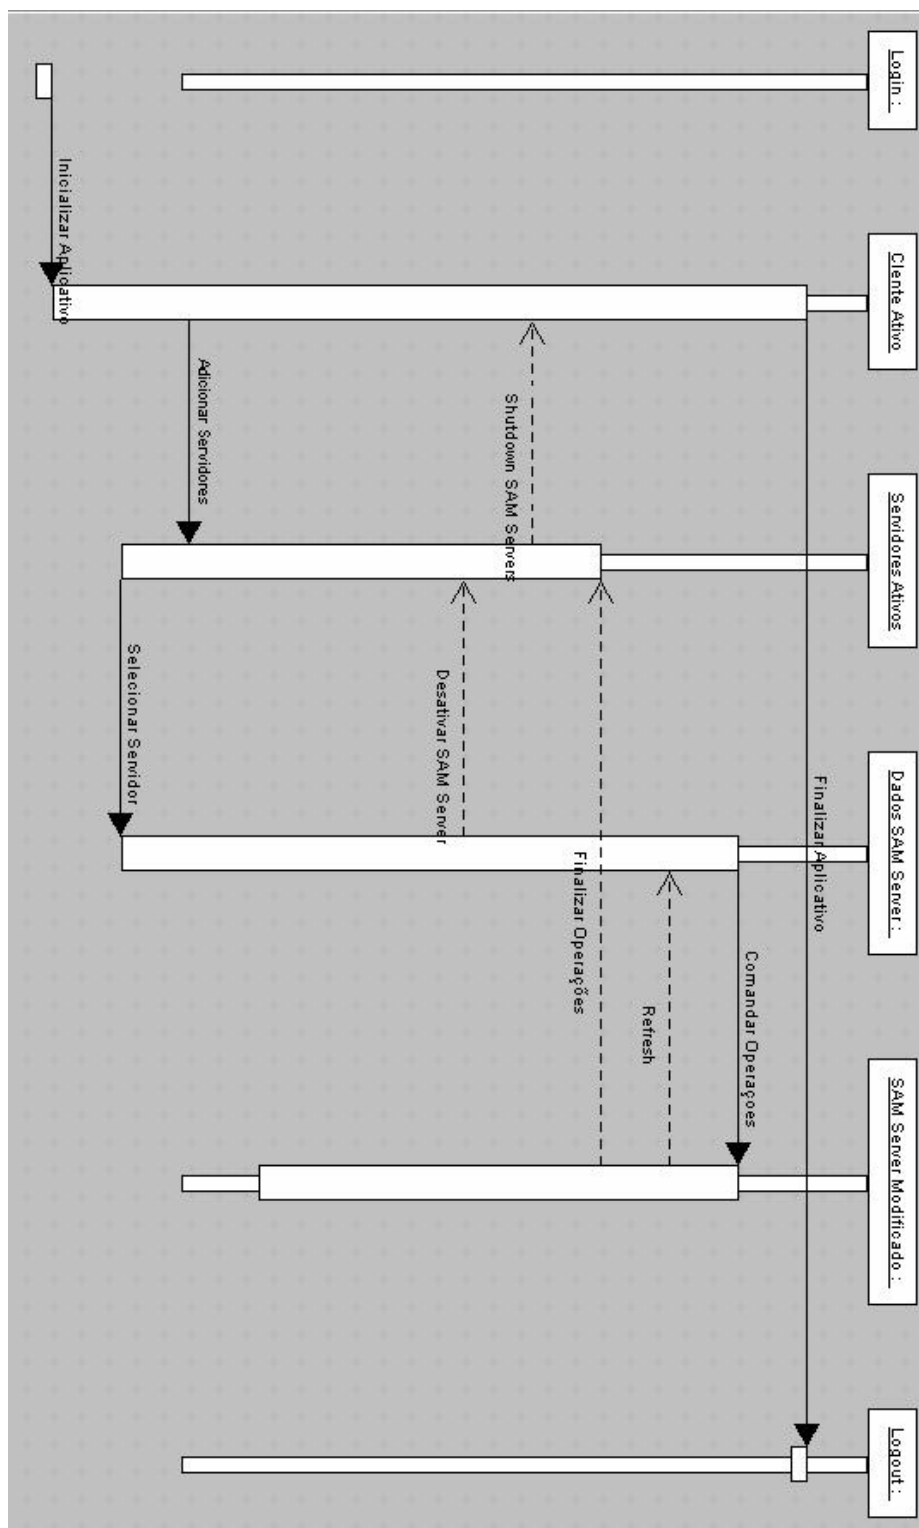 Login :
Cliente Ativo
Servidores Ativos
Dados SAM Server :
SAM Server Modificado :
Logout :
Finalizar Aplicativo
Comandar Operaçoes
Refresh
Finalizar Operações
Shutdown SAM Servers
Desativar SAM Server
Adicionar Servidores
Selecionar Servidor
Inicializar Aplicativo